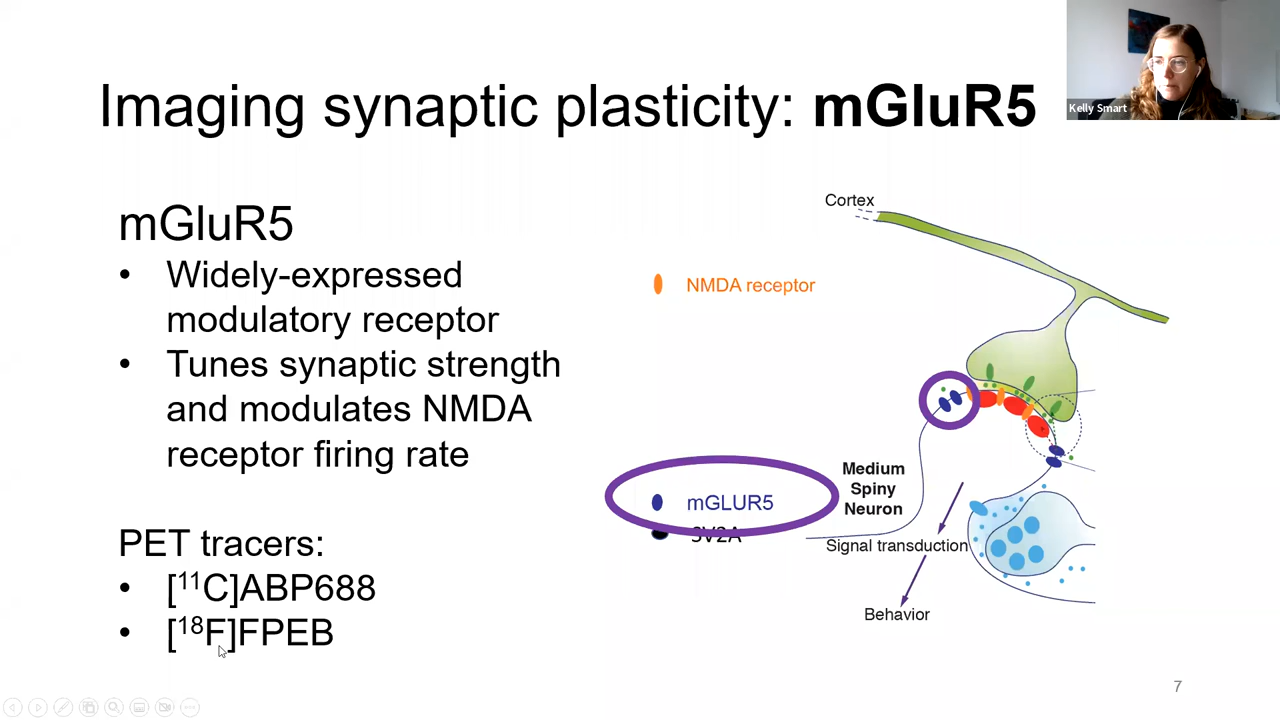 Imaging synaptic plasticity: mGluR5
Kelly Smart
mGluR5
• Widely-expressed
modulatory receptor
• Tunes synaptic strength
and modulates NMDA
receptor firing rate
PET tracers:
• [¹¹C]ABP688
• [¹⁸F]FPEB
Cortex
NMDA receptor
mGLUR5
SV2A
Medium
Spiny
Neuron
Signal transduction
Behavior
7